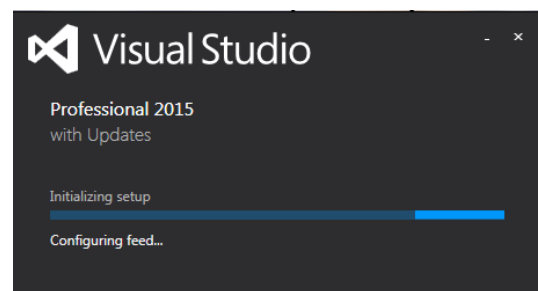 Visual Studio
Professional 2015
with Updates
Initializing setup
Configuring feed...